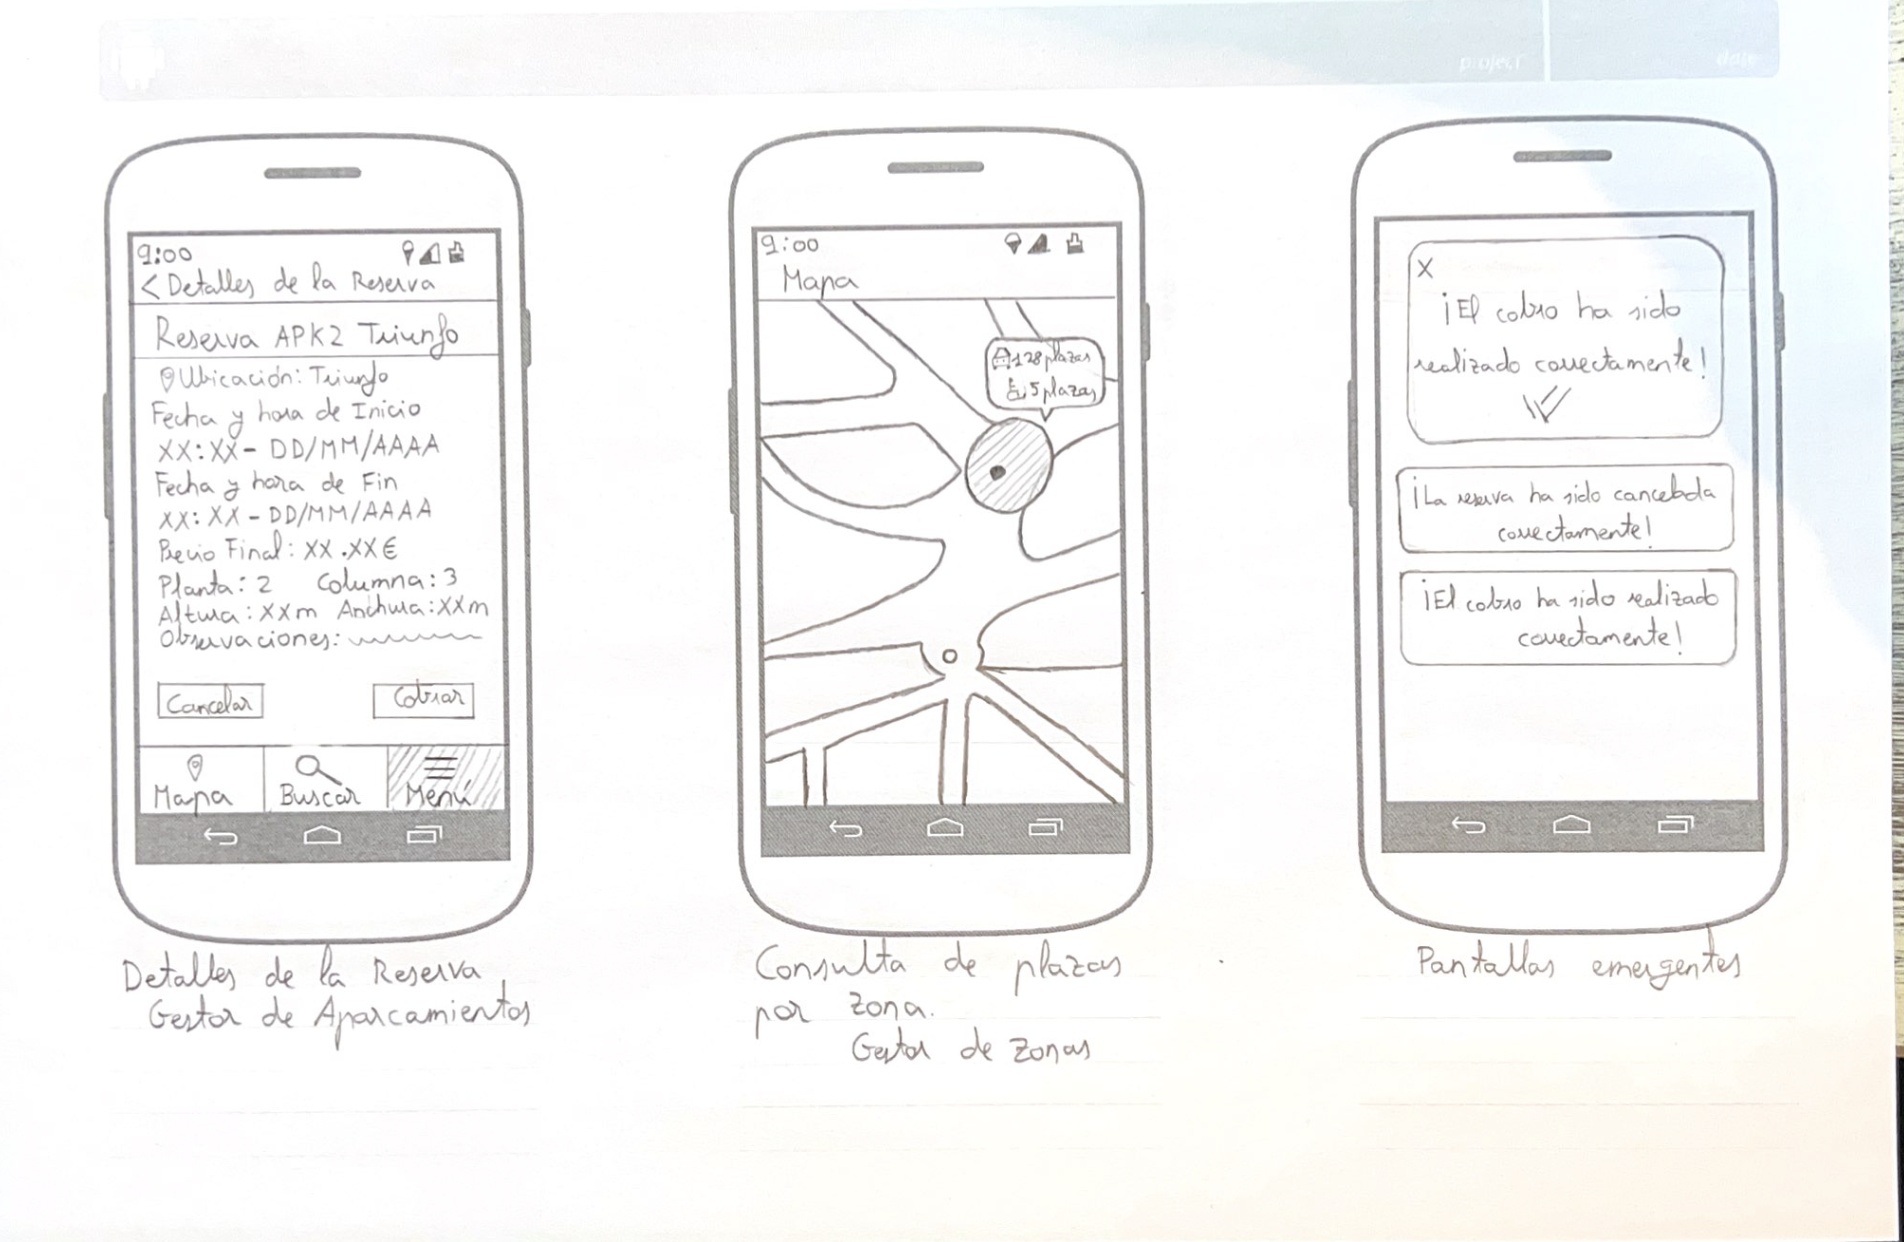 project
date
9:00
< Detalles de la Reserva
Reserva APK2 Triunfo
Ubicación: Triunfo
Fecha y hora de Inicio
XX:XX - DD/MM/AAAA
Fecha y hora de Fin
XX:XX - DD/MM/AAAA
Precio Final: XX.XX€
Planta: 2 Columna: 3
Altura: XXm Anchura: XXm
Observaciones:
Cancelar
Cobrar
Mapa
Buscar
Menú
Detalles de la Reserva
Gestor de Aparcamientos
9:00
Mapa
128 plazas
5 plazas
Consulta de plazas
por zona.
Gestor de zonas
X
¡El cobro ha sido
realizado correctamente!
¡La reserva ha sido cancelada
correctamente!
¡El cobro ha sido realizado
correctamente!
Pantallas emergentes